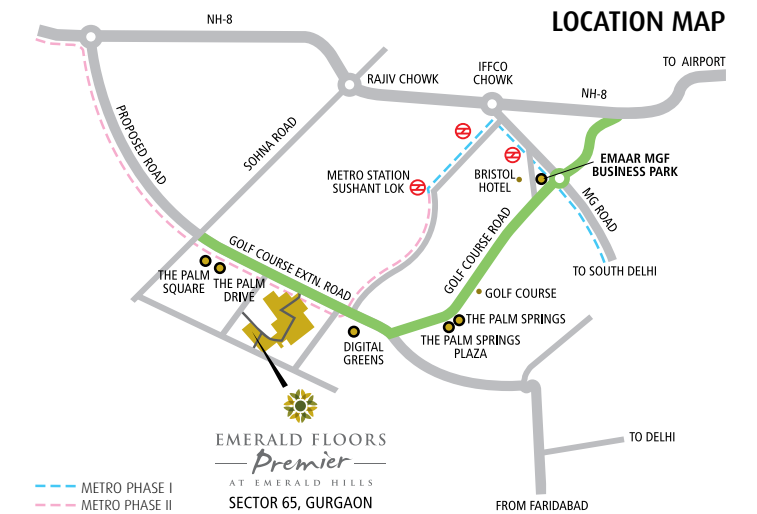 LOCATION MAP
NH-8
TO AIRPORT
IFFCO
CHOWK
RAJIV CHOWK
NH-8
PROPOSED ROAD
SOHNA ROAD
METRO STATION
SUSHANT LOK
BRISTOL
HOTEL
EMAAR MGF
BUSINESS PARK
MG ROAD
TO SOUTH DELHI
GOLF COURSE ROAD
GOLF COURSE EXTN. ROAD
THE PALM
SQUARE
THE PALM
DRIVE
GOLF COURSE
THE PALM SPRINGS
THE PALM SPRINGS
PLAZA
DIGITAL
GREENS
EMERALD FLOORS
Premier
AT EMERALD HILLS
SECTOR 65, GURGAON
TO DELHI
FROM FARIDABAD
METRO PHASE I
METRO PHASE II